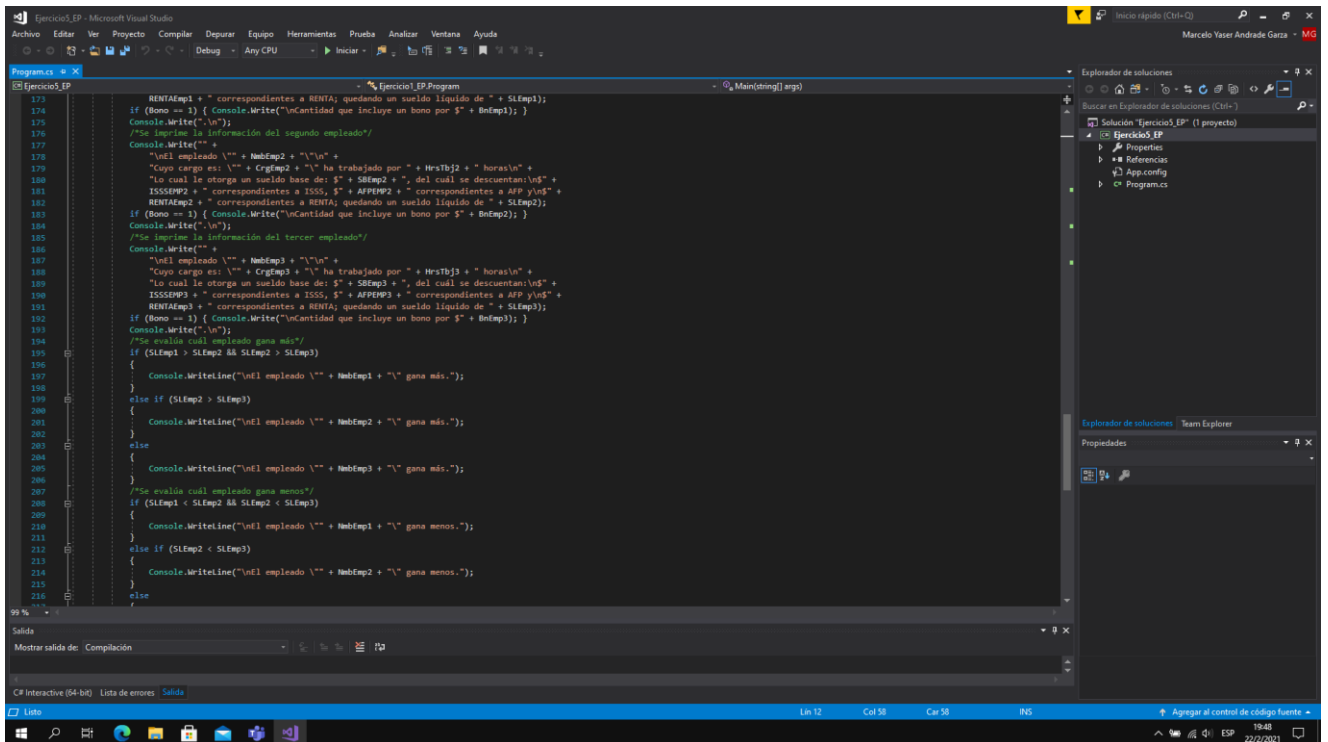 Ejercicio5_EP - Microsoft Visual Studio
Inicio rápido (Ctrl+Q)
Archivo Editar Ver Proyecto Compilar Depurar Equipo Herramientas Prueba Analizar Ventana Ayuda
Marcelo Yaser Andrade Garza MG
Debug Any CPU Iniciar
Program.cs
Explorador de soluciones
Ejercicio5_EP Ejercicio1_EP.Program Main(string[] args)
Buscar en Explorador de soluciones (Ctrl+')
Solución "Ejercicio5_EP" (1 proyecto)
Ejercicio5_EP
Properties
Referencias
App.config
Program.cs
173 RENTAEmp1 + " correspondientes a RENTA; quedando un sueldo líquido de " + SLEmp1);
174 if (Bono == 1) { Console.Write("\nCantidad que incluye un bono por $" + BnEmp1); }
175 Console.Write(".\n");
176 /*Se imprime la información del segundo empleado*/
177 Console.Write("" +
178 "\nEl empleado \"" + NmbEmp2 + "\"\n" +
179 "Cuyo cargo es: \"" + CrgEmp2 + "\" ha trabajado por " + HrsTbj2 + " horas\n" +
180 "Lo cual le otorga un sueldo base de: $" + SBEmp2 + ", del cuál se descuentan:\n$" +
181 ISSSEMP2 + " correspondientes a ISSS, $" + AFPEMP2 + " correspondientes a AFP y\n$" +
182 RENTAEmp2 + " correspondientes a RENTA; quedando un sueldo líquido de " + SLEmp2);
183 if (Bono == 1) { Console.Write("\nCantidad que incluye un bono por $" + BnEmp2); }
184 Console.Write(".\n");
185 /*Se imprime la información del tercer empleado*/
186 Console.Write("" +
187 "\nEl empleado \"" + NmbEmp3 + "\"\n" +
188 "Cuyo cargo es: \"" + CrgEmp3 + "\" ha trabajado por " + HrsTbj3 + " horas\n" +
189 "Lo cual le otorga un sueldo base de: $" + SBEmp3 + ", del cuál se descuentan:\n$" +
190 ISSSEMP3 + " correspondientes a ISSS, $" + AFPEMP3 + " correspondientes a AFP y\n$" +
191 RENTAEmp3 + " correspondientes a RENTA; quedando un sueldo líquido de " + SLEmp3);
192 if (Bono == 1) { Console.Write("\nCantidad que incluye un bono por $" + BnEmp3); }
193 Console.Write(".\n");
194 /*Se evalúa cuál empleado gana más*/
195 if (SLEmp1 > SLEmp2 && SLEmp2 > SLEmp3)
196 {
197 Console.WriteLine("\nEl empleado \"" + NmbEmp1 + "\" gana más.");
198 }
199 else if (SLEmp2 > SLEmp3)
200 {
201 Console.WriteLine("\nEl empleado \"" + NmbEmp2 + "\" gana más.");
202 }
203 else
204 {
205 Console.WriteLine("\nEl empleado \"" + NmbEmp3 + "\" gana más.");
206 }
207 /*Se evalúa cuál empleado gana menos*/
208 if (SLEmp1 < SLEmp2 && SLEmp2 < SLEmp3)
209 {
210 Console.WriteLine("\nEl empleado \"" + NmbEmp1 + "\" gana menos.");
211 }
212 else if (SLEmp2 < SLEmp3)
213 {
214 Console.WriteLine("\nEl empleado \"" + NmbEmp2 + "\" gana menos.");
215 }
216 else
Explorador de soluciones Team Explorer
Propiedades
99 %
Salida
Mostrar salida de: Compilación
C# Interactive (64-bit) Lista de errores Salida
Listo Lín 12 Col 58 Car 58 INS Agregar al control de código fuente
ESP
19:48
22/2/2021